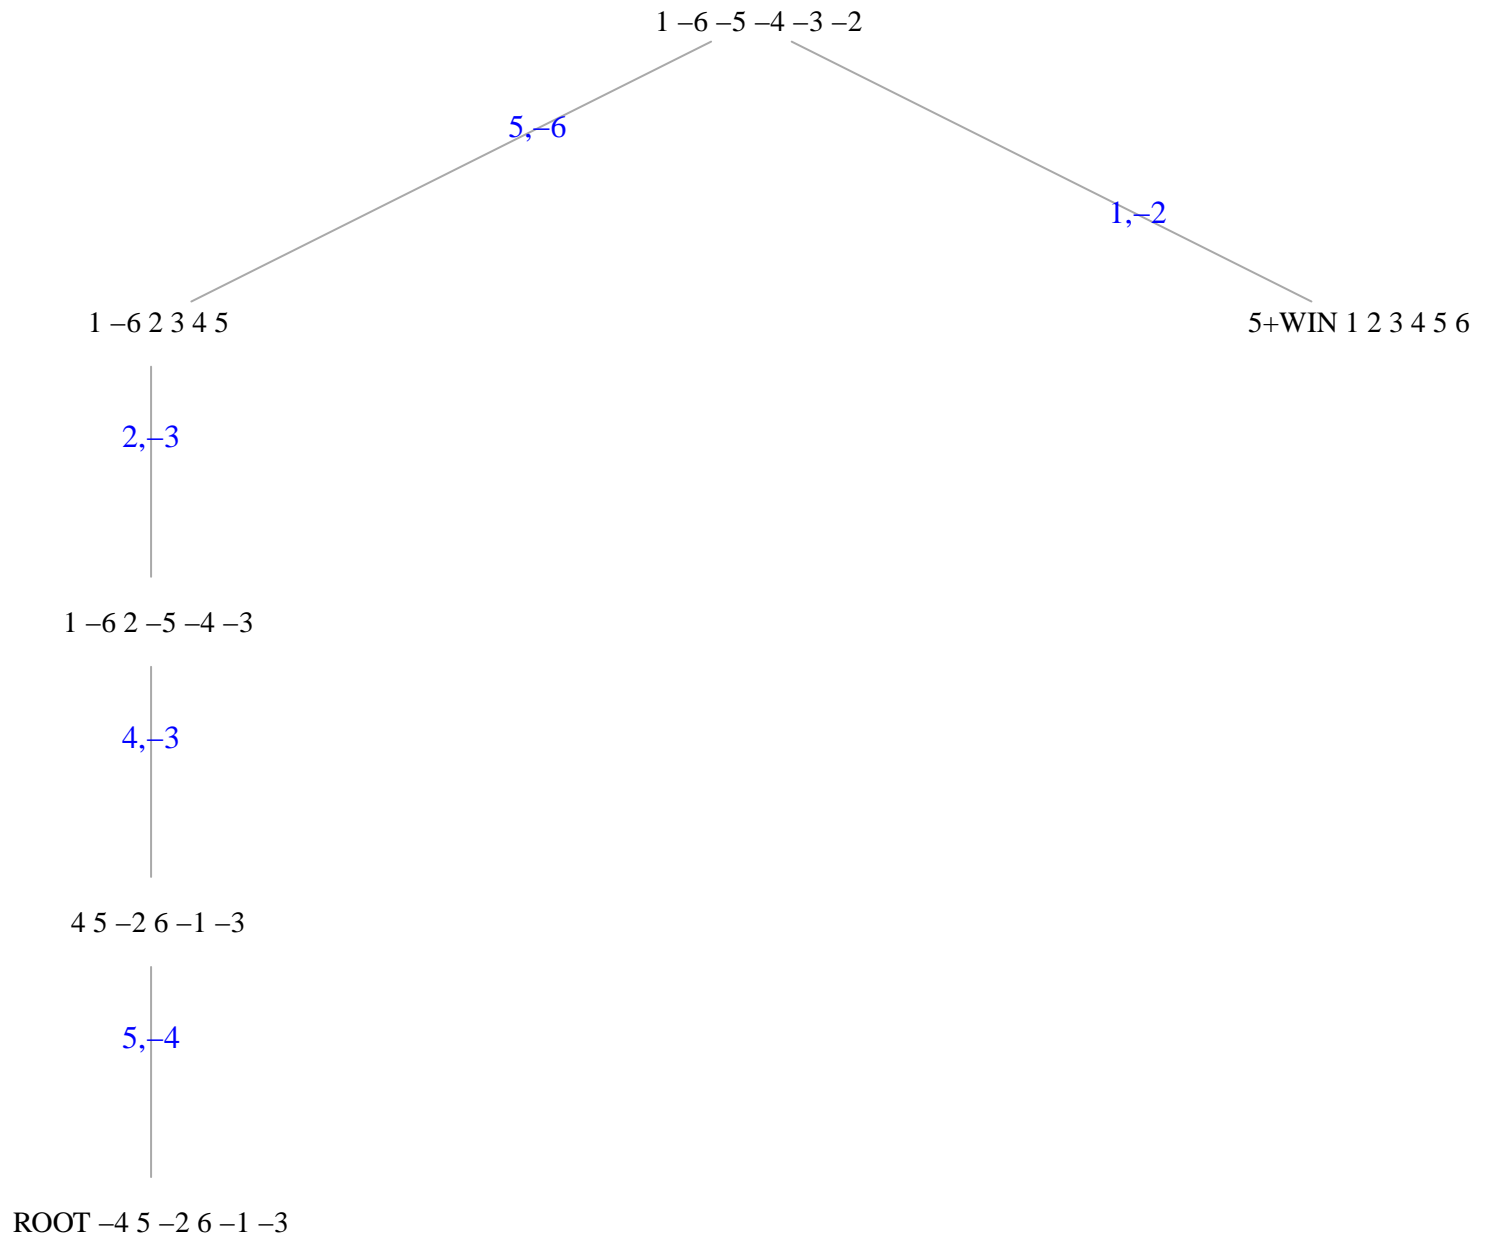 1 –6 –5 –4 –3 –2
5,–6
1,–2
1 –6 2 3 4 5
5+WIN 1 2 3 4 5 6
2,–3
1 –6 2 –5 –4 –3
4,–3
4 5 –2 6 –1 –3
5,–4
ROOT –4 5 –2 6 –1 –3